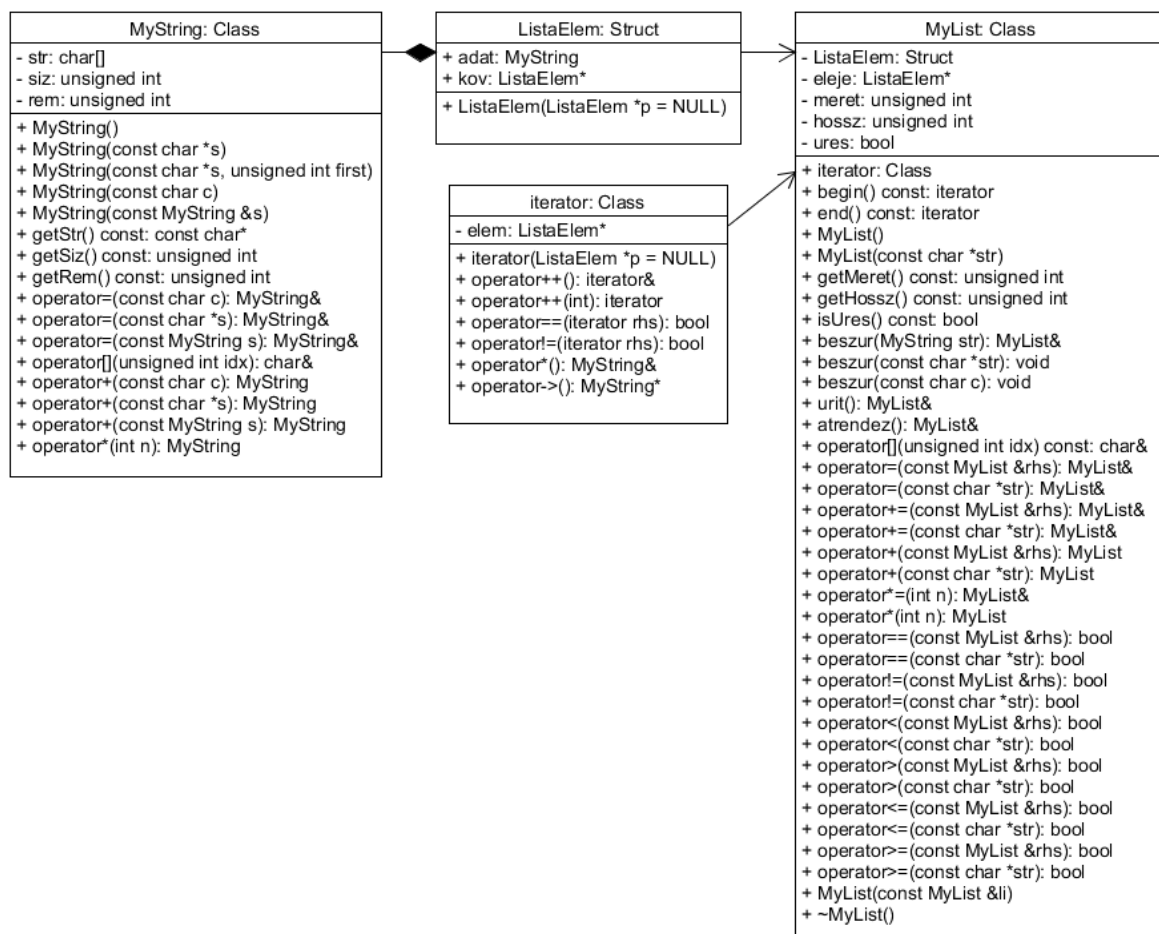 MyString: Class
- str: char[]
- siz: unsigned int
- rem: unsigned int
+ MyString()
+ MyString(const char *s)
+ MyString(const char *s, unsigned int first)
+ MyString(const char c)
+ MyString(const MyString &s)
+ getStr() const: const char*
+ getSiz() const: unsigned int
+ getRem() const: unsigned int
+ operator=(const char c): MyString&
+ operator=(const char *s): MyString&
+ operator=(const MyString s): MyString&
+ operator[](unsigned int idx): char&
+ operator+(const char c): MyString
+ operator+(const char *s): MyString
+ operator+(const MyString s): MyString
+ operator*(int n): MyString
ListaElem: Struct
+ adat: MyString
+ kov: ListaElem*
+ ListaElem(ListaElem *p = NULL)
iterator: Class
- elem: ListaElem*
+ iterator(ListaElem *p = NULL)
+ operator++(): iterator&
+ operator++(int): iterator
+ operator==(iterator rhs): bool
+ operator!=(iterator rhs): bool
+ operator*(): MyString&
+ operator->(): MyString*
MyList: Class
- ListaElem: Struct
- eleje: ListaElem*
- meret: unsigned int
- hossz: unsigned int
- ures: bool
+ iterator: Class
+ begin() const: iterator
+ end() const: iterator
+ MyList()
+ MyList(const char *str)
+ getMeret() const: unsigned int
+ getHossz() const: unsigned int
+ isUres() const: bool
+ beszur(MyString str): MyList&
+ beszur(const char *str): void
+ beszur(const char c): void
+ urit(): MyList&
+ atrendez(): MyList&
+ operator[](unsigned int idx) const: char&
+ operator=(const MyList &rhs): MyList&
+ operator=(const char *str): MyList&
+ operator+=(const MyList &rhs): MyList&
+ operator+=(const char *str): MyList&
+ operator+(const MyList &rhs): MyList
+ operator+(const char *str): MyList
+ operator*=(int n): MyList&
+ operator*(int n): MyList
+ operator==(const MyList &rhs): bool
+ operator==(const char *str): bool
+ operator!=(const MyList &rhs): bool
+ operator!=(const char *str): bool
+ operator<(const MyList &rhs): bool
+ operator<(const char *str): bool
+ operator>(const MyList &rhs): bool
+ operator>(const char *str): bool
+ operator<=(const MyList &rhs): bool
+ operator<=(const char *str): bool
+ operator>=(const MyList &rhs): bool
+ operator>=(const char *str): bool
+ MyList(const MyList &li)
+ ~MyList()